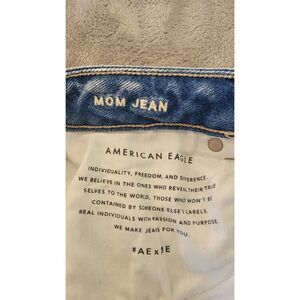 MOM JEAN
AMERICAN EAGLE
INDIVIDUALITY, FREEDOM, AND DIFFERENCE.
WE BELIEVE IN THE ONES WHO REVEAL THEIR TRUE
SELVES TO THE WORLD, THOSE WHO WON'T BE
CONTAINED BY SOMEONE ELSE'S LABELS.
REAL INDIVIDUALS WITH PASSION AND PURPOSE.
WE MAKE JEANS FOR YOU.
#AExME